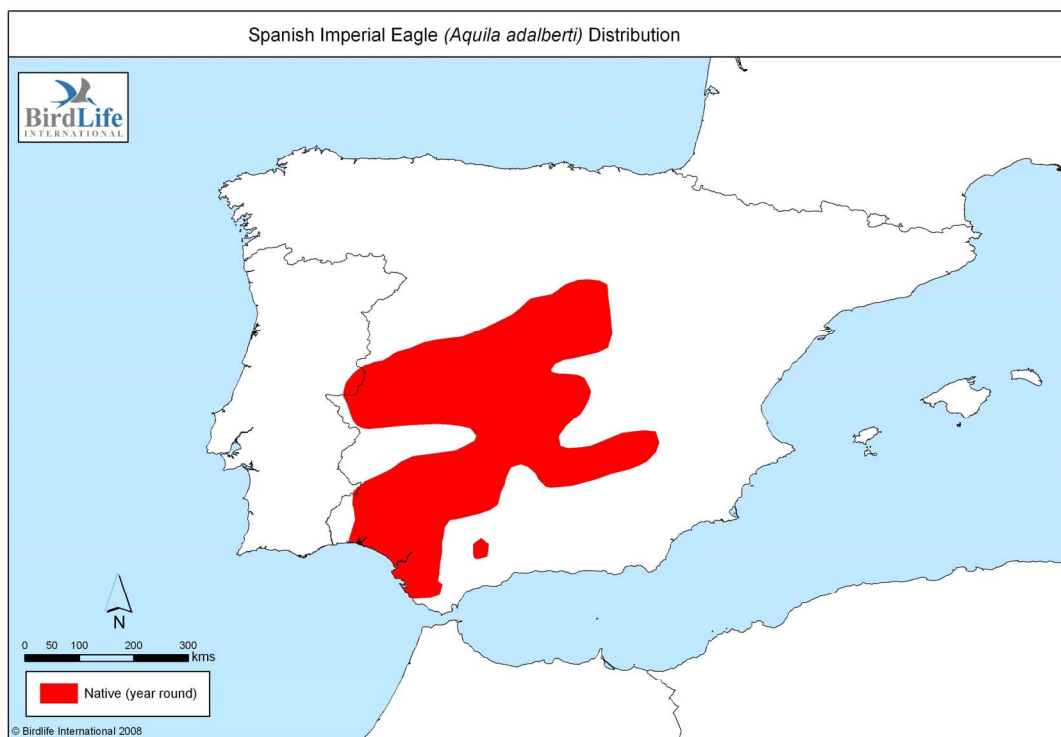 Spanish Imperial Eagle (Aquila adalberti) Distribution
BirdLife
INTERNATIONAL
N
0 50 100 200 300
kms
Native (year round)
© Birdlife International 2008